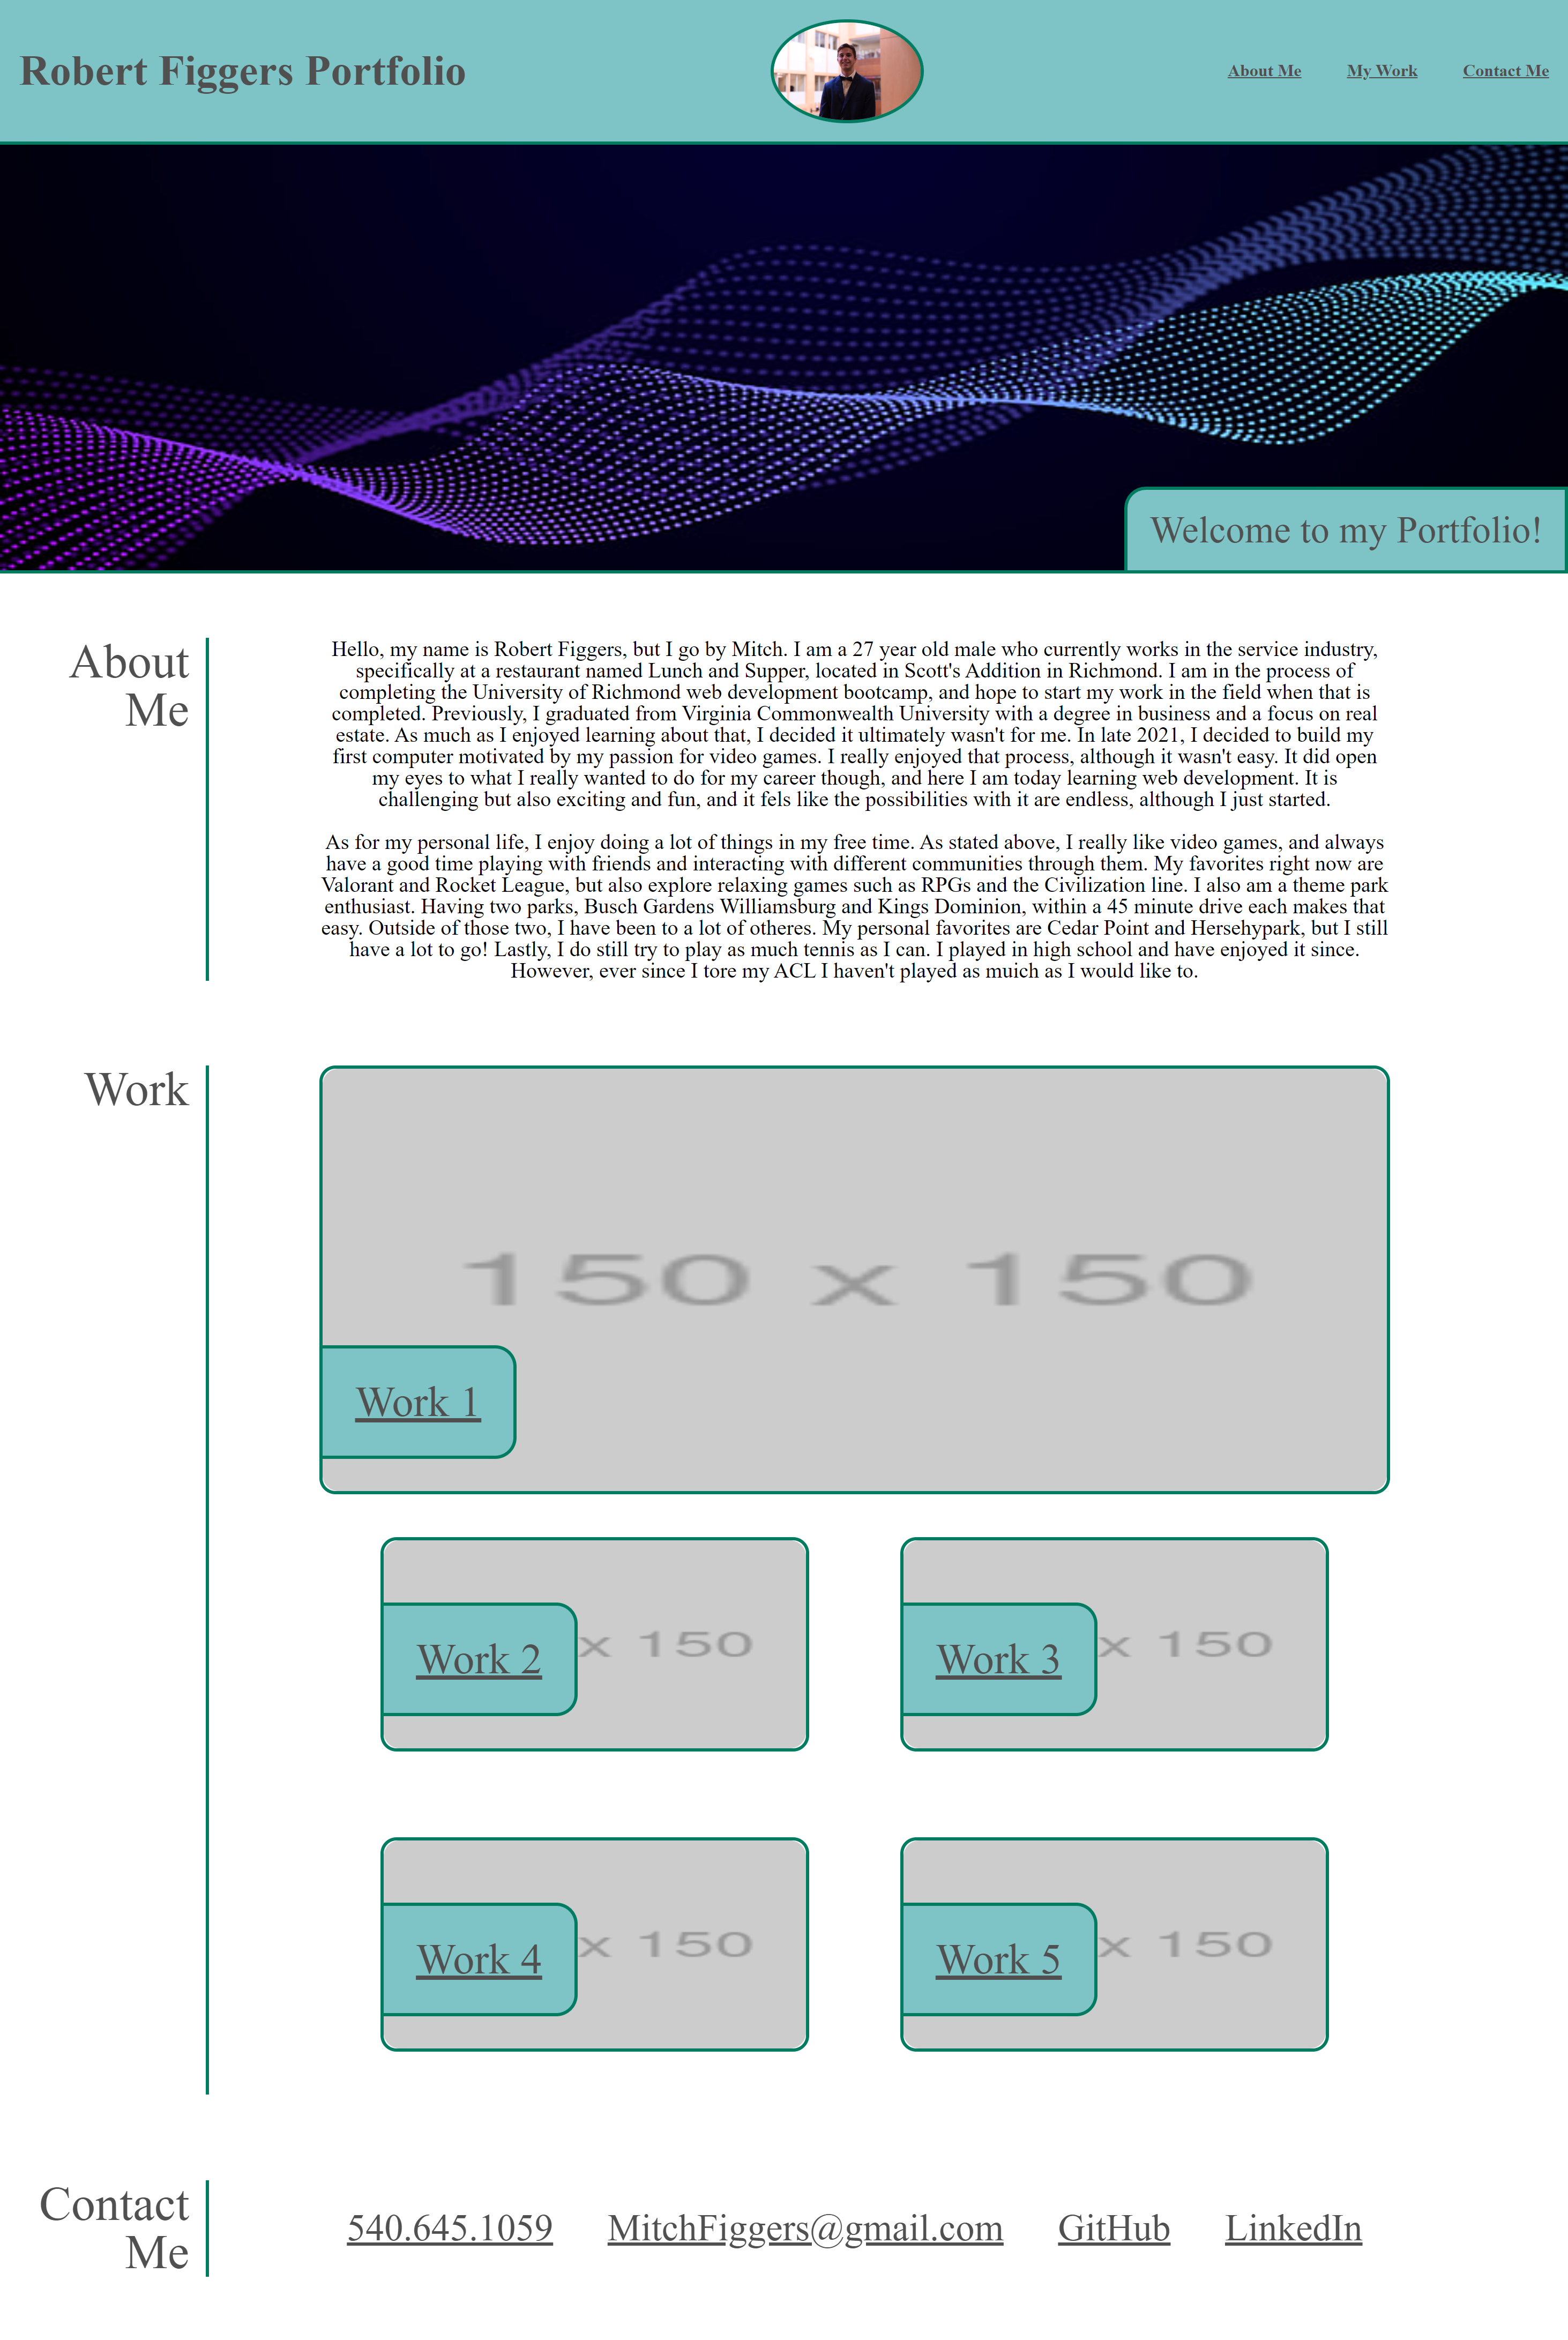 Robert Figgers Portfolio
About Me
My Work
Contact Me
Welcome to my Portfolio!
About
Me
Hello, my name is Robert Figgers, but I go by Mitch. I am a 27 year old male who currently works in the service industry,
specifically at a restaurant named Lunch and Supper, located in Scott's Addition in Richmond. I am in the process of
completing the University of Richmond web development bootcamp, and hope to start my work in the field when that is
completed. Previously, I graduated from Virginia Commonwealth University with a degree in business and a focus on real
estate. As much as I enjoyed learning about that, I decided it ultimately wasn't for me. In late 2021, I decided to build my
first computer motivated by my passion for video games. I really enjoyed that process, although it wasn't easy. It did open
my eyes to what I really wanted to do for my career though, and here I am today learning web development. It is
challenging but also exciting and fun, and it fels like the possibilities with it are endless, although I just started.
As for my personal life, I enjoy doing a lot of things in my free time. As stated above, I really like video games, and always
have a good time playing with friends and interacting with different communities through them. My favorites right now are
Valorant and Rocket League, but also explore relaxing games such as RPGs and the Civilization line. I also am a theme park
enthusiast. Having two parks, Busch Gardens Williamsburg and Kings Dominion, within a 45 minute drive each makes that
easy. Outside of those two, I have been to a lot of otheres. My personal favorites are Cedar Point and Hersehypark, but I still
have a lot to go! Lastly, I do still try to play as much tennis as I can. I played in high school and have enjoyed it since.
However, ever since I tore my ACL I haven't played as muich as I would like to.
Work
150 x 150
Work 1
Work 2
x 150
Work 3
x 150
Work 4
x 150
Work 5
x 150
Contact
Me
540.645.1059
MitchFiggers@gmail.com
GitHub
LinkedIn